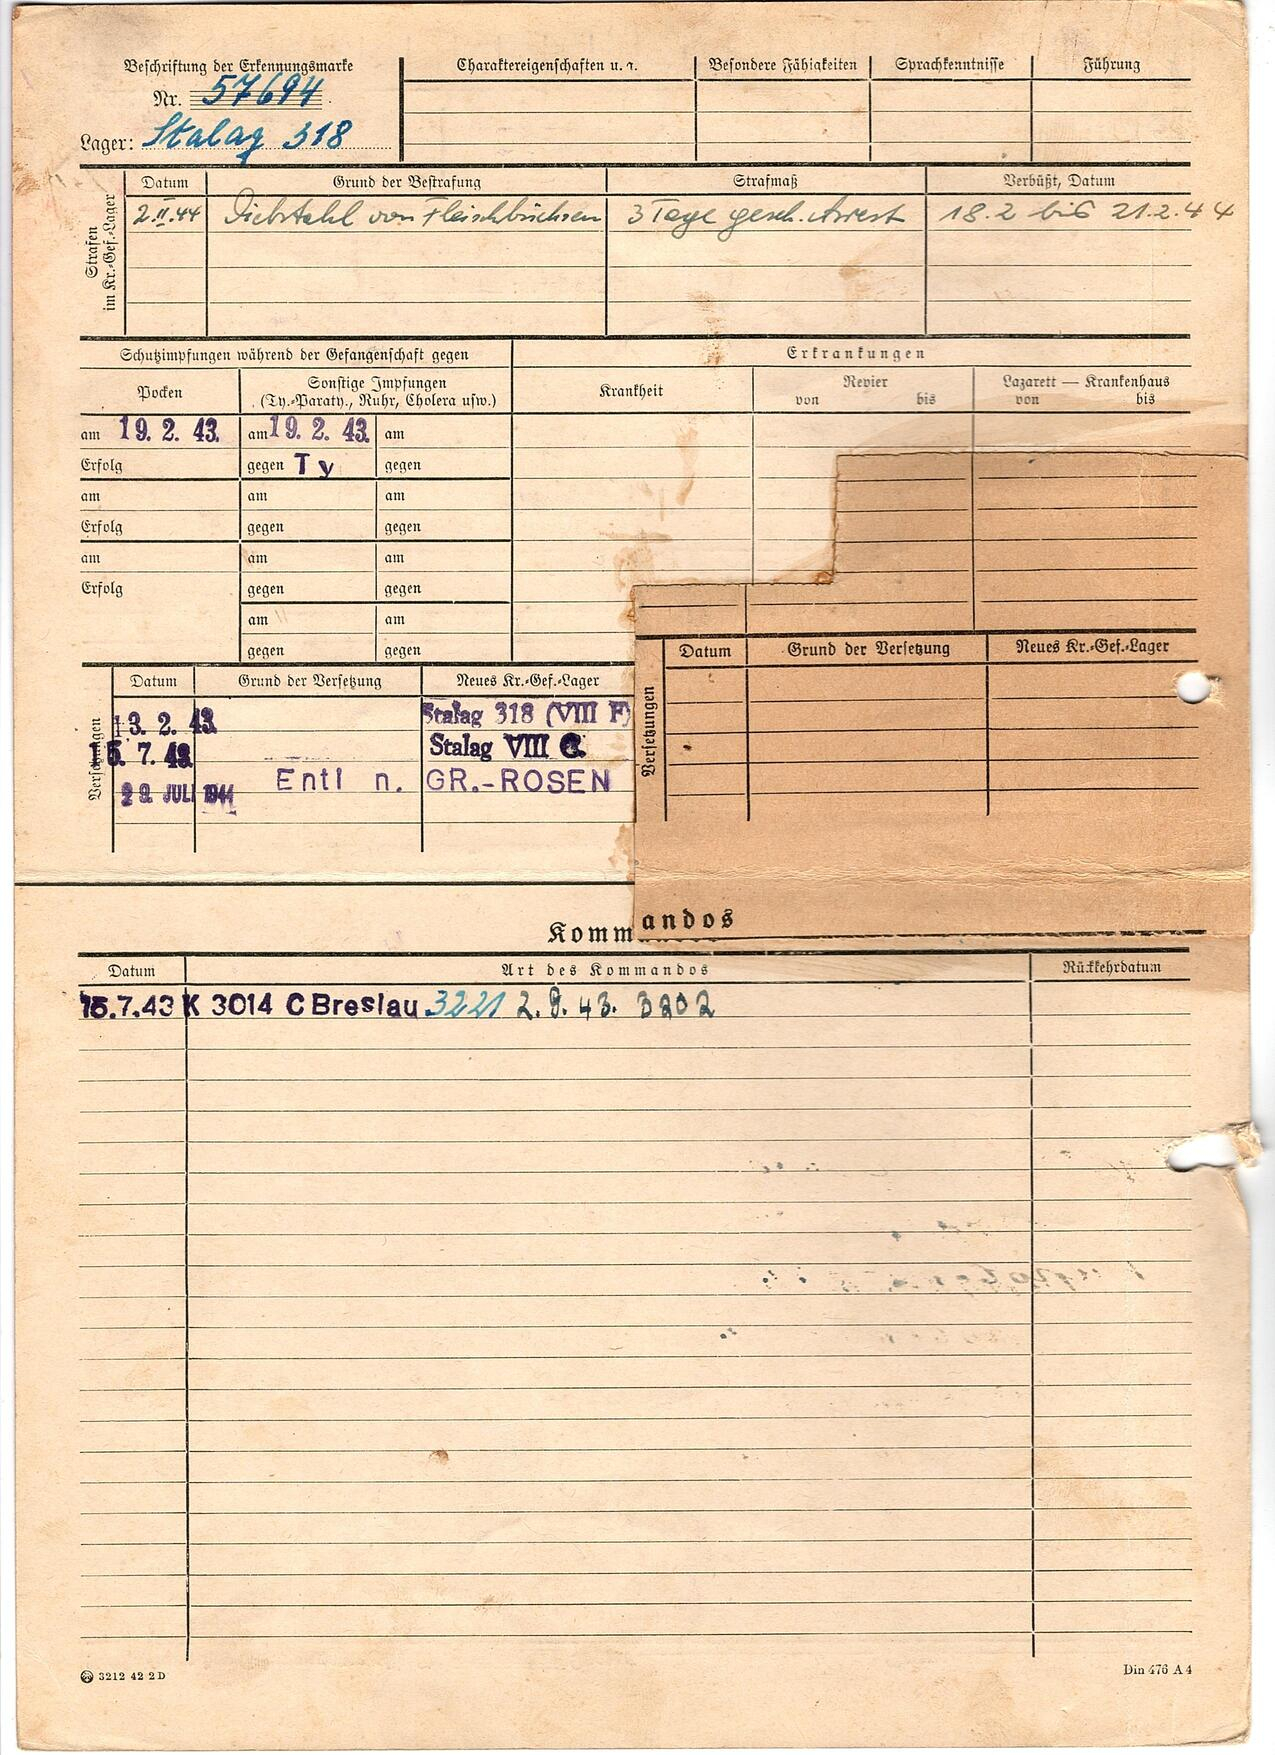 Beschriftung der Erkennungsmarke
Nr. 57694
Lager: Stalag 318
Charaktereigenschaften u. ä. Besondere Fähigkeiten Sprachkenntnisse Führung
Strafen im Kr.-Gef.-Lager
Datum Grund der Bestrafung Strafmaß Verbüßt, Datum
2.II.44 Diebstahl von Fleischbüchsen 3 Tage gesch. Arrest 18.2 bis 21.2.44
Schutzimpfungen während der Gefangenschaft gegen Erkrankungen
Pocken Sonstige Impfungen (Ty.-Paraty., Ruhr, Cholera usw.) Krankheit Revier von bis Lazarett — Krankenhaus von bis
am 19. 2. 43. am 19. 2. 43. am
Erfolg gegen Ty gegen
am am am
Erfolg gegen gegen
am am am
Erfolg gegen gegen
am am
gegen gegen
Versetzungen
Datum Grund der Versetzung Neues Kr.-Gef.-Lager
13. 2. 43. Stalag 318 (VIII F)
15. 7. 43 Stalag VIII C.
29. JULI 1944 Entl n. GR.-ROSEN
Versetzungen
Datum Grund der Versetzung Neues Kr.-Gef.-Lager
andos
Komm
Datum Art des Kommandos Rückkehrdatum
15.7.43 K 3014 C Breslau 3221 2.9.43. 3202
3212 42 2 D Din 476 A 4